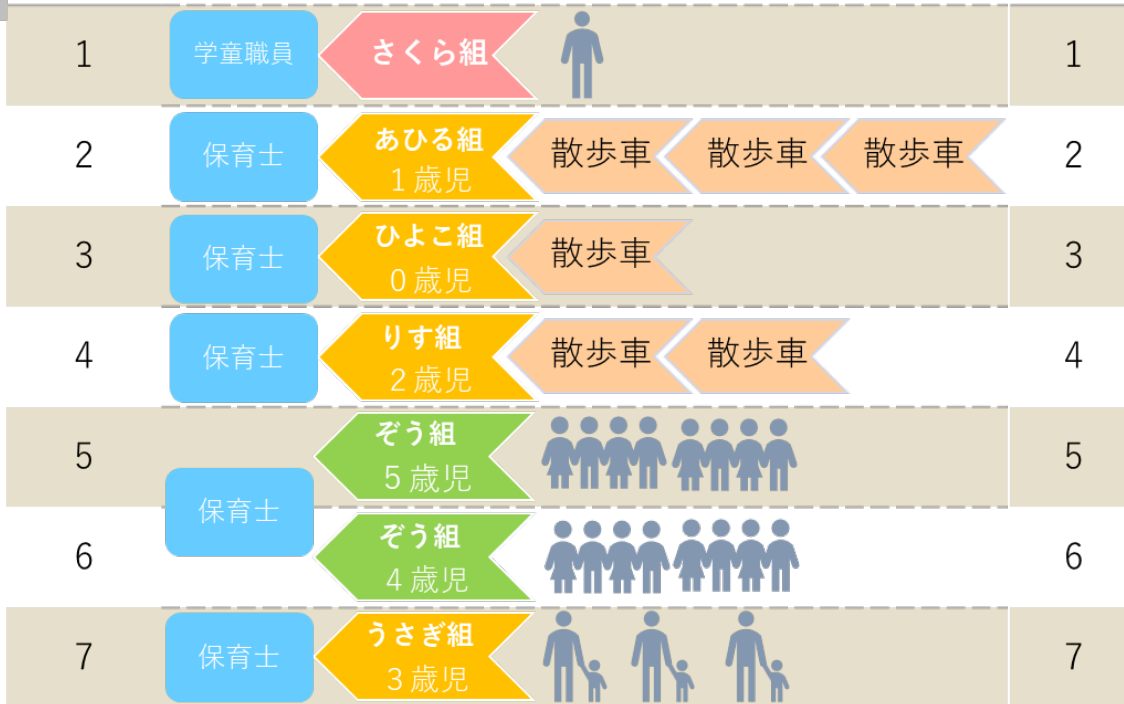 1 学童職員 さくら組 1
2 保育士 あひる組 散歩車 散歩車 散歩車 2
1歳児
3 保育士 ひよこ組 散歩車 3
0歳児
4 保育士 りす組 散歩車 散歩車 4
2歳児
5 ぞう組 5
5歳児
保育士
6 ぞう組 6
4歳児
7 保育士 うさぎ組 7
3歳児